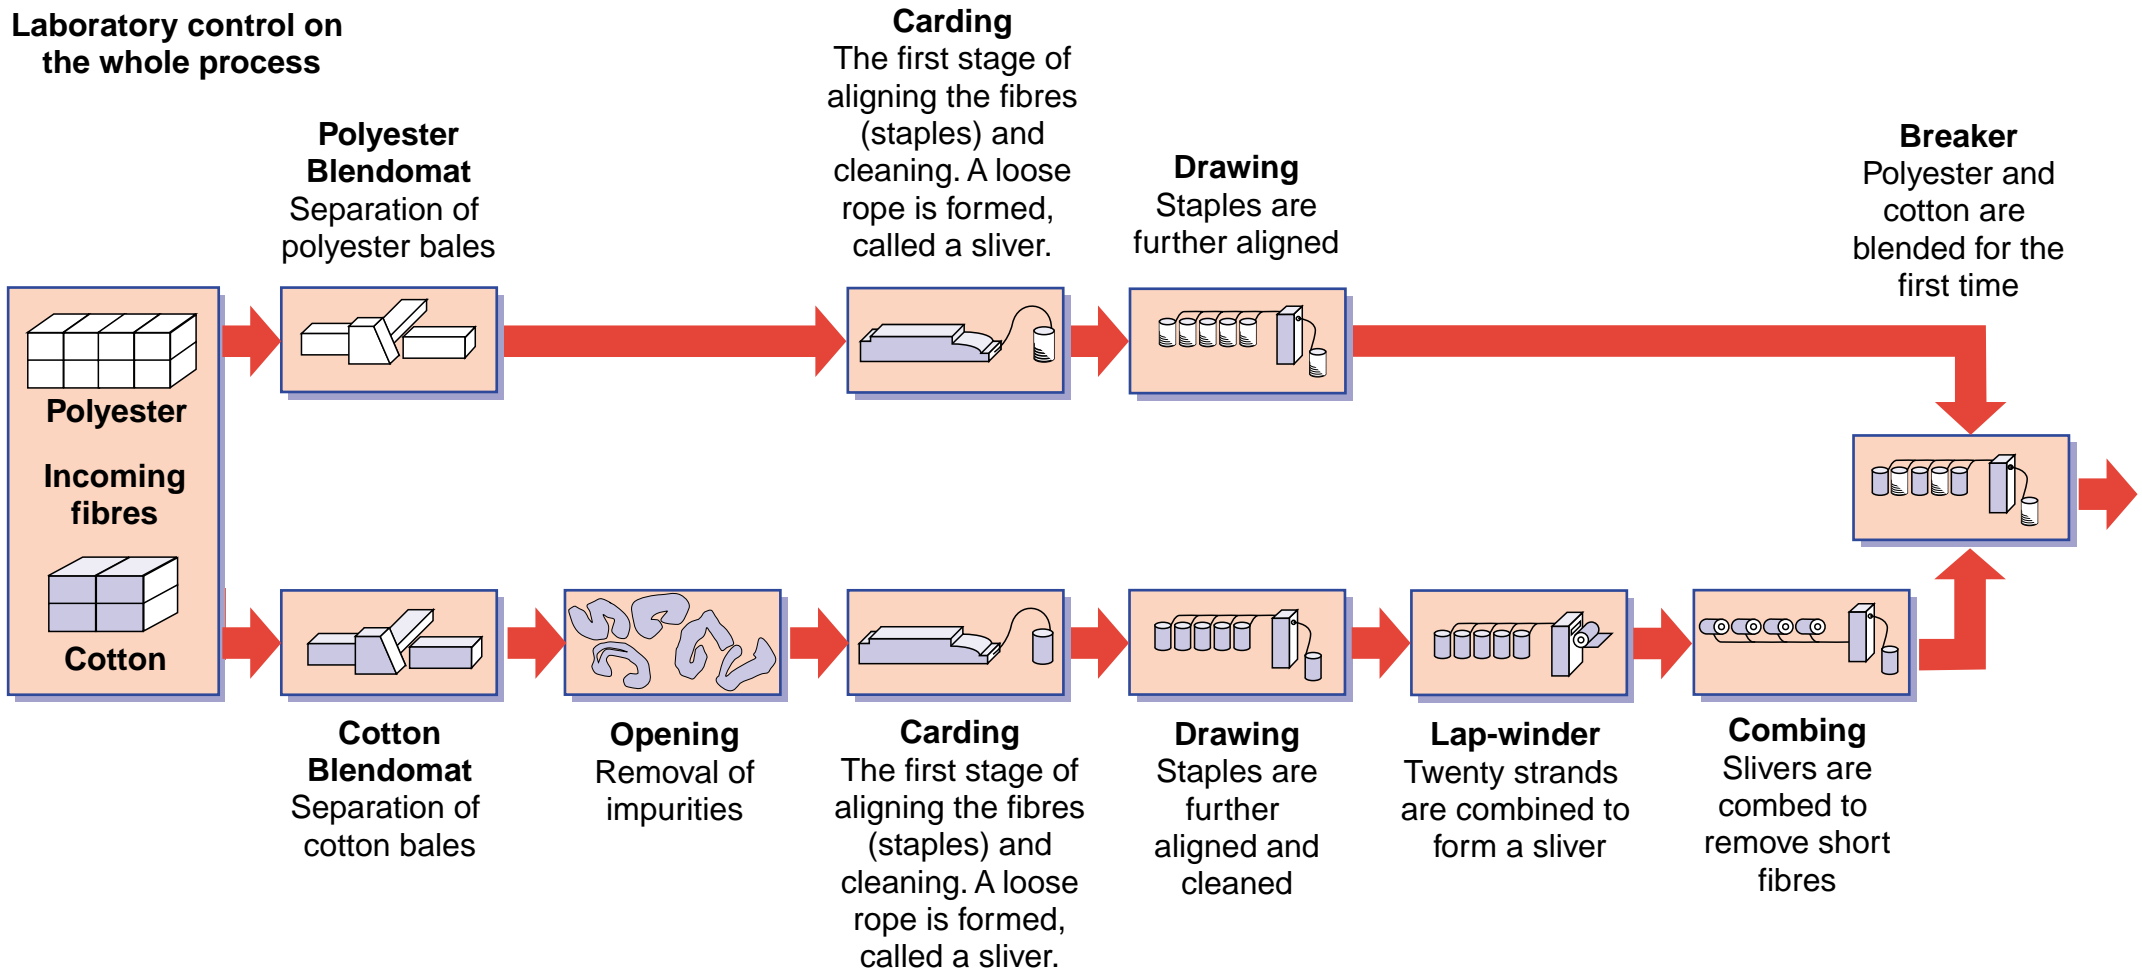 Laboratory control on
the whole process
Polyester
Blendomat
Separation of
polyester bales
Carding
The first stage of
aligning the fibres
(staples) and
cleaning. A loose
rope is formed,
called a sliver.
Drawing
Staples are
further aligned
Breaker
Polyester and
cotton are
blended for the
first time
Polyester
Incoming
fibres
Cotton
Cotton
Blendomat
Separation of
cotton bales
Opening
Removal of
impurities
Carding
The first stage of
aligning the fibres
(staples) and
cleaning. A loose
rope is formed,
called a sliver.
Drawing
Staples are
further
aligned and
cleaned
Lap-winder
Twenty strands
are combined to
form a sliver
Combing
Slivers are
combed to
remove short
fibres